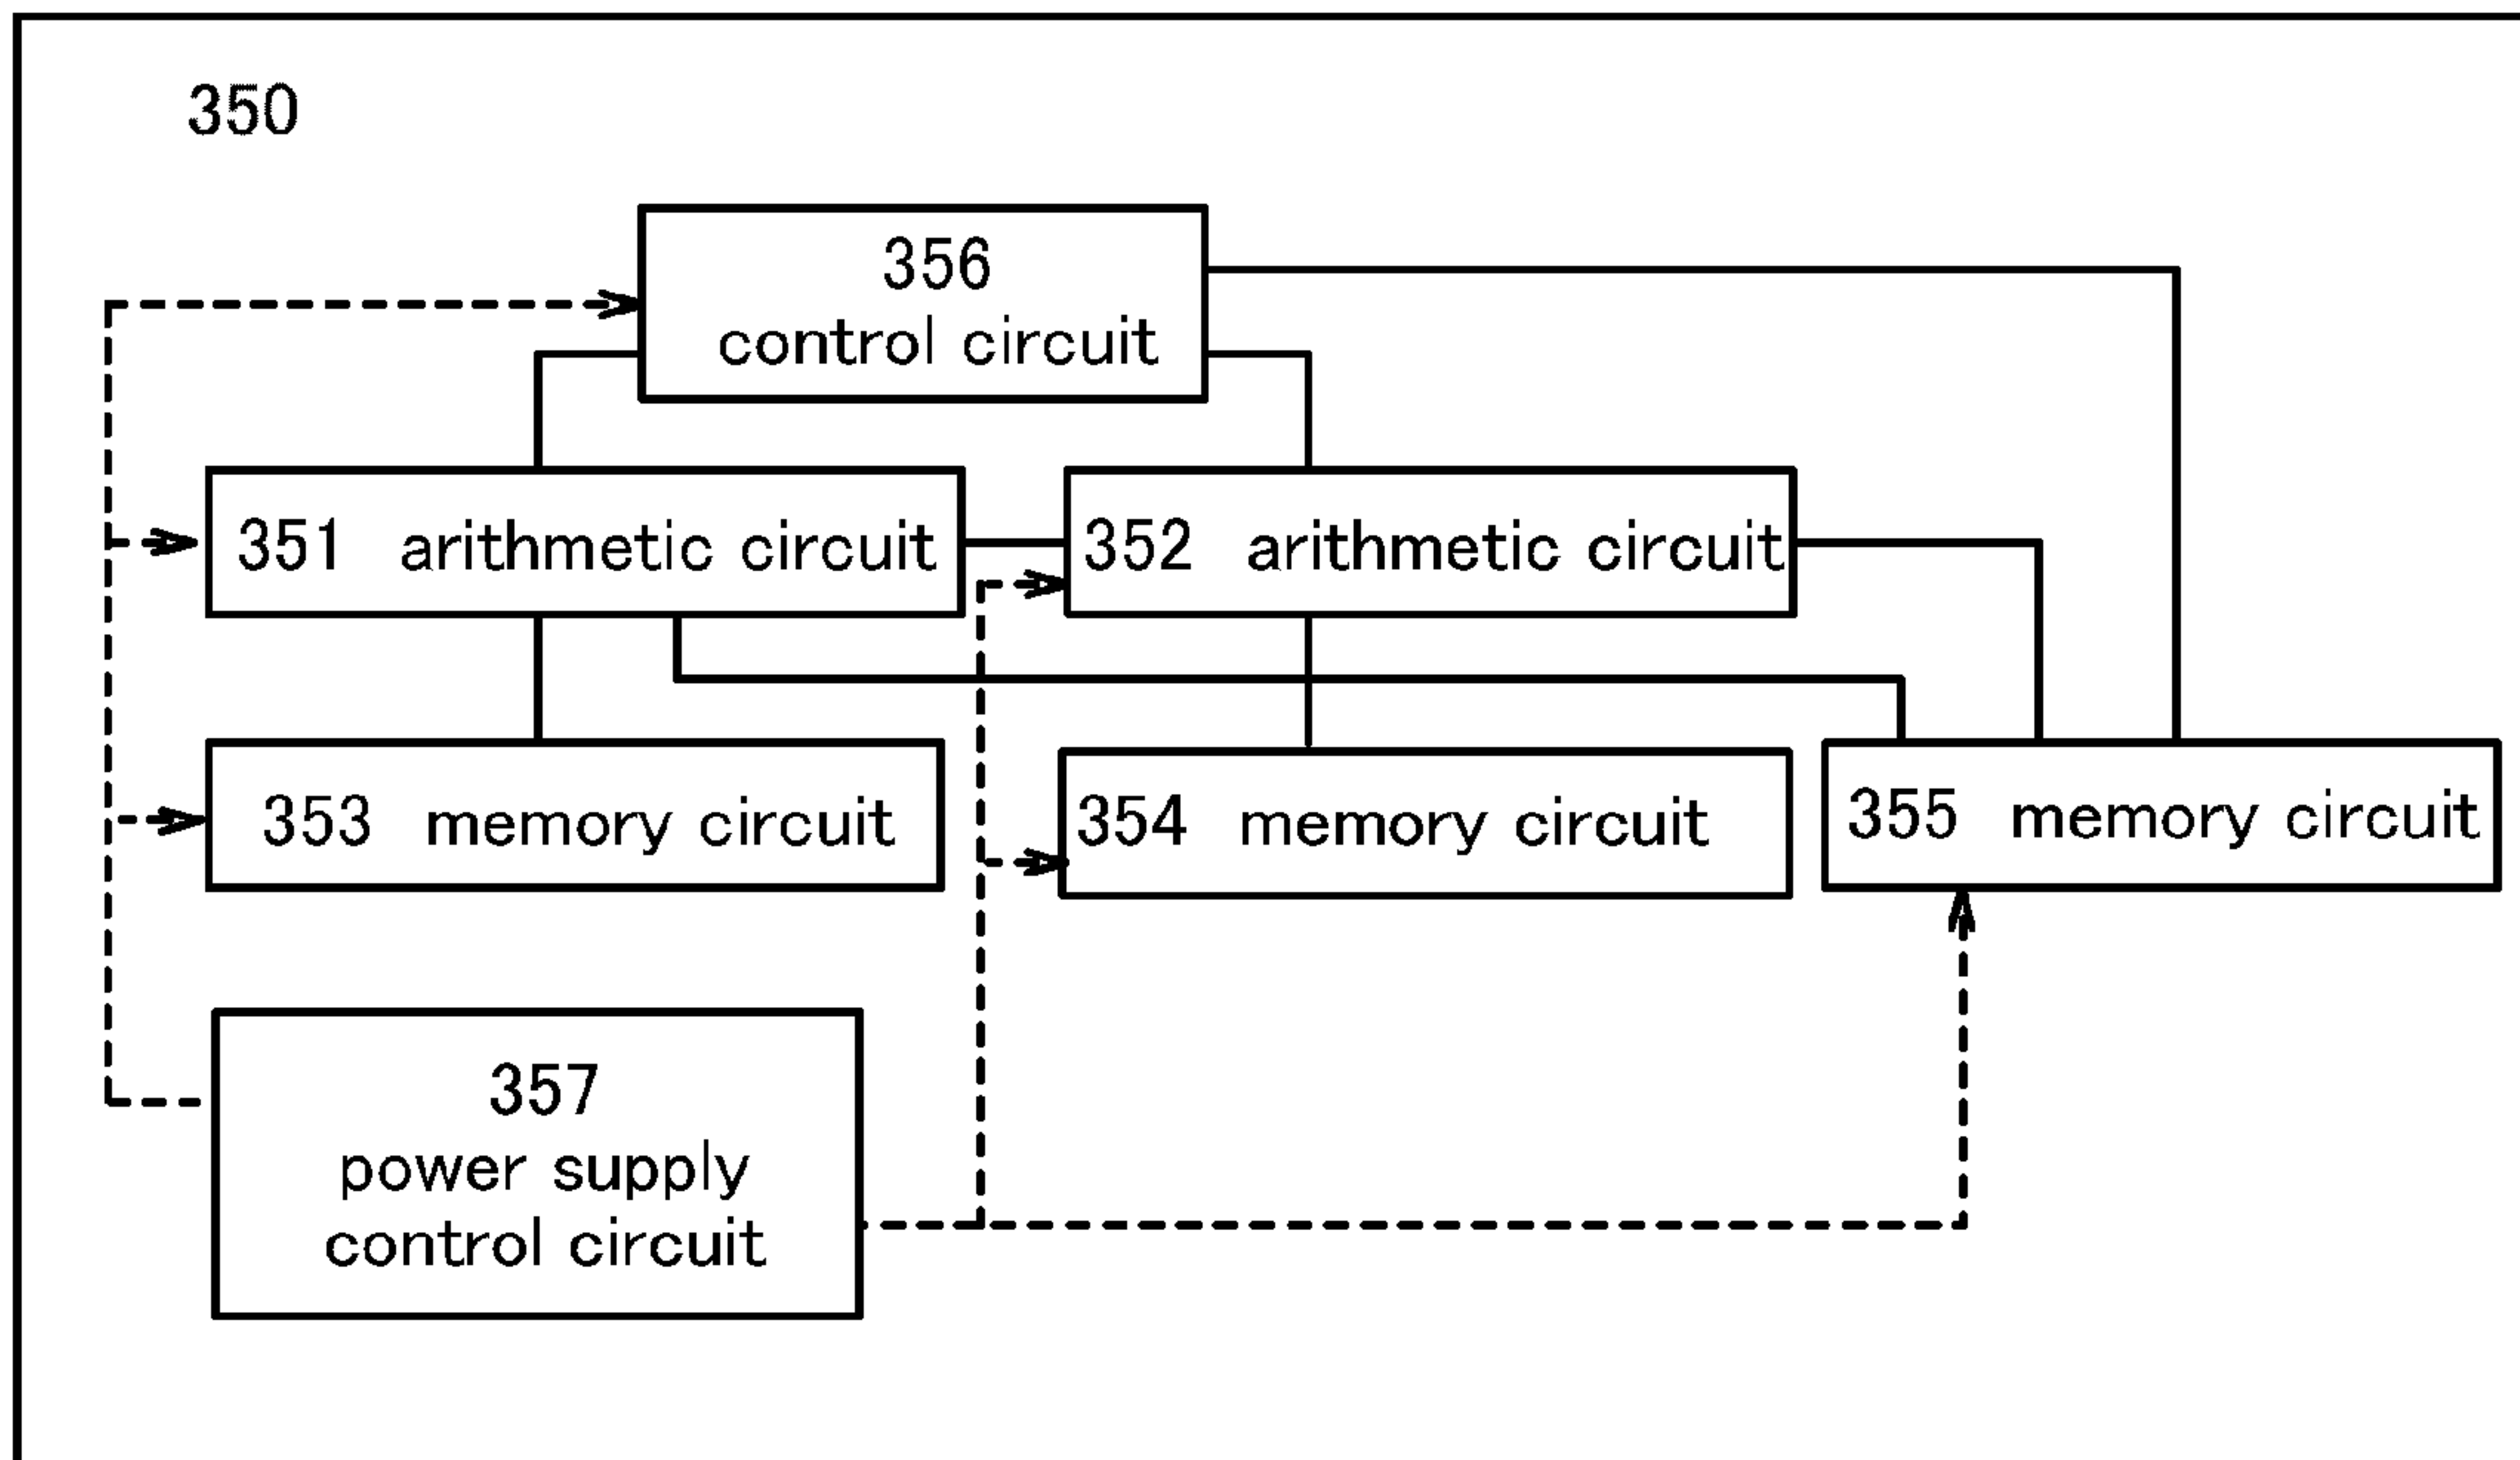 350
356
control circuit
351 arithmetic circuit
352 arithmetic circuit
353 memory circuit
354 memory circuit
355 memory circuit
357
power supply
control circuit